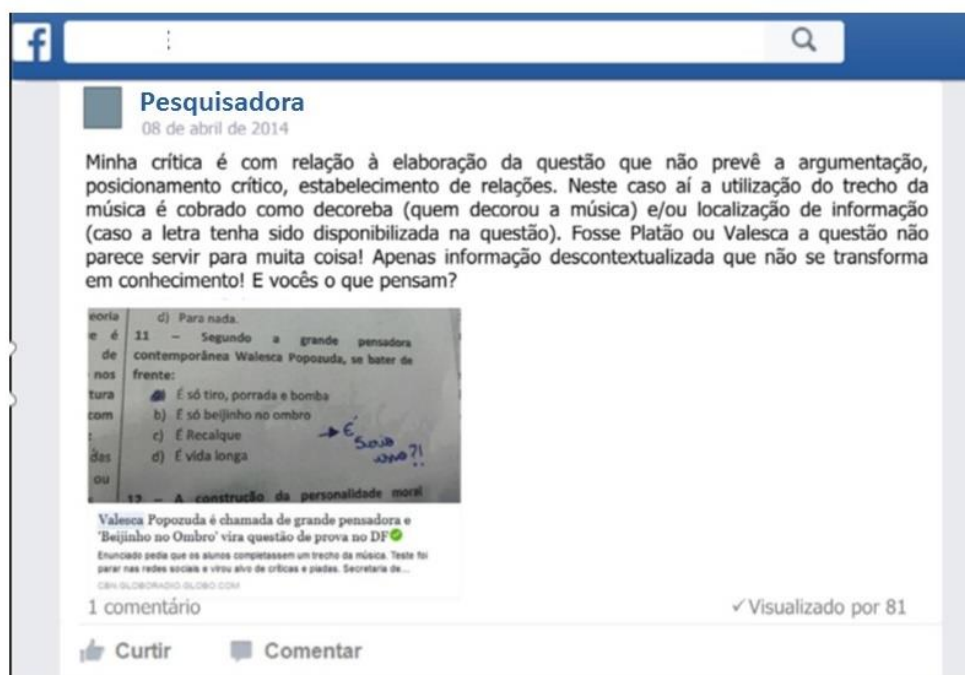 f
Pesquisadora
08 de abril de 2014
Minha crítica é com relação à elaboração da questão que não prevê a argumentação,
posicionamento crítico, estabelecimento de relações. Neste caso aí a utilização do trecho da
música é cobrado como decoreba (quem decorou a música) e/ou localização de informação
(caso a letra tenha sido disponibilizada na questão). Fosse Platão ou Valesca a questão não
parece servir para muita coisa! Apenas informação descontextualizada que não se transforma
em conhecimento! E vocês o que pensam?
eoria
e é
de
nos
tura
com
das
ou
d) Para nada.
11 – Segundo a grande pensadora
contemporânea Walesca Popozuda, se bater de
frente:
a) É só tiro, porrada e bomba
b) É só beijinho no ombro
c) É Recalque
d) É vida longa
É
12 – A construção da personalidade moral
Valesca Popozuda é chamada de grande pensadora e
'Beijinho no Ombro' vira questão de prova no DF
Enunciado pedia que os alunos completassem um trecho da música. Teste foi
parar nas redes sociais e virou alvo de críticas e piadas. Secretaria de...
CBN.GLOBORADIO.GLOBO.COM
1 comentário
✓ Visualizado por 81
Curtir
Comentar